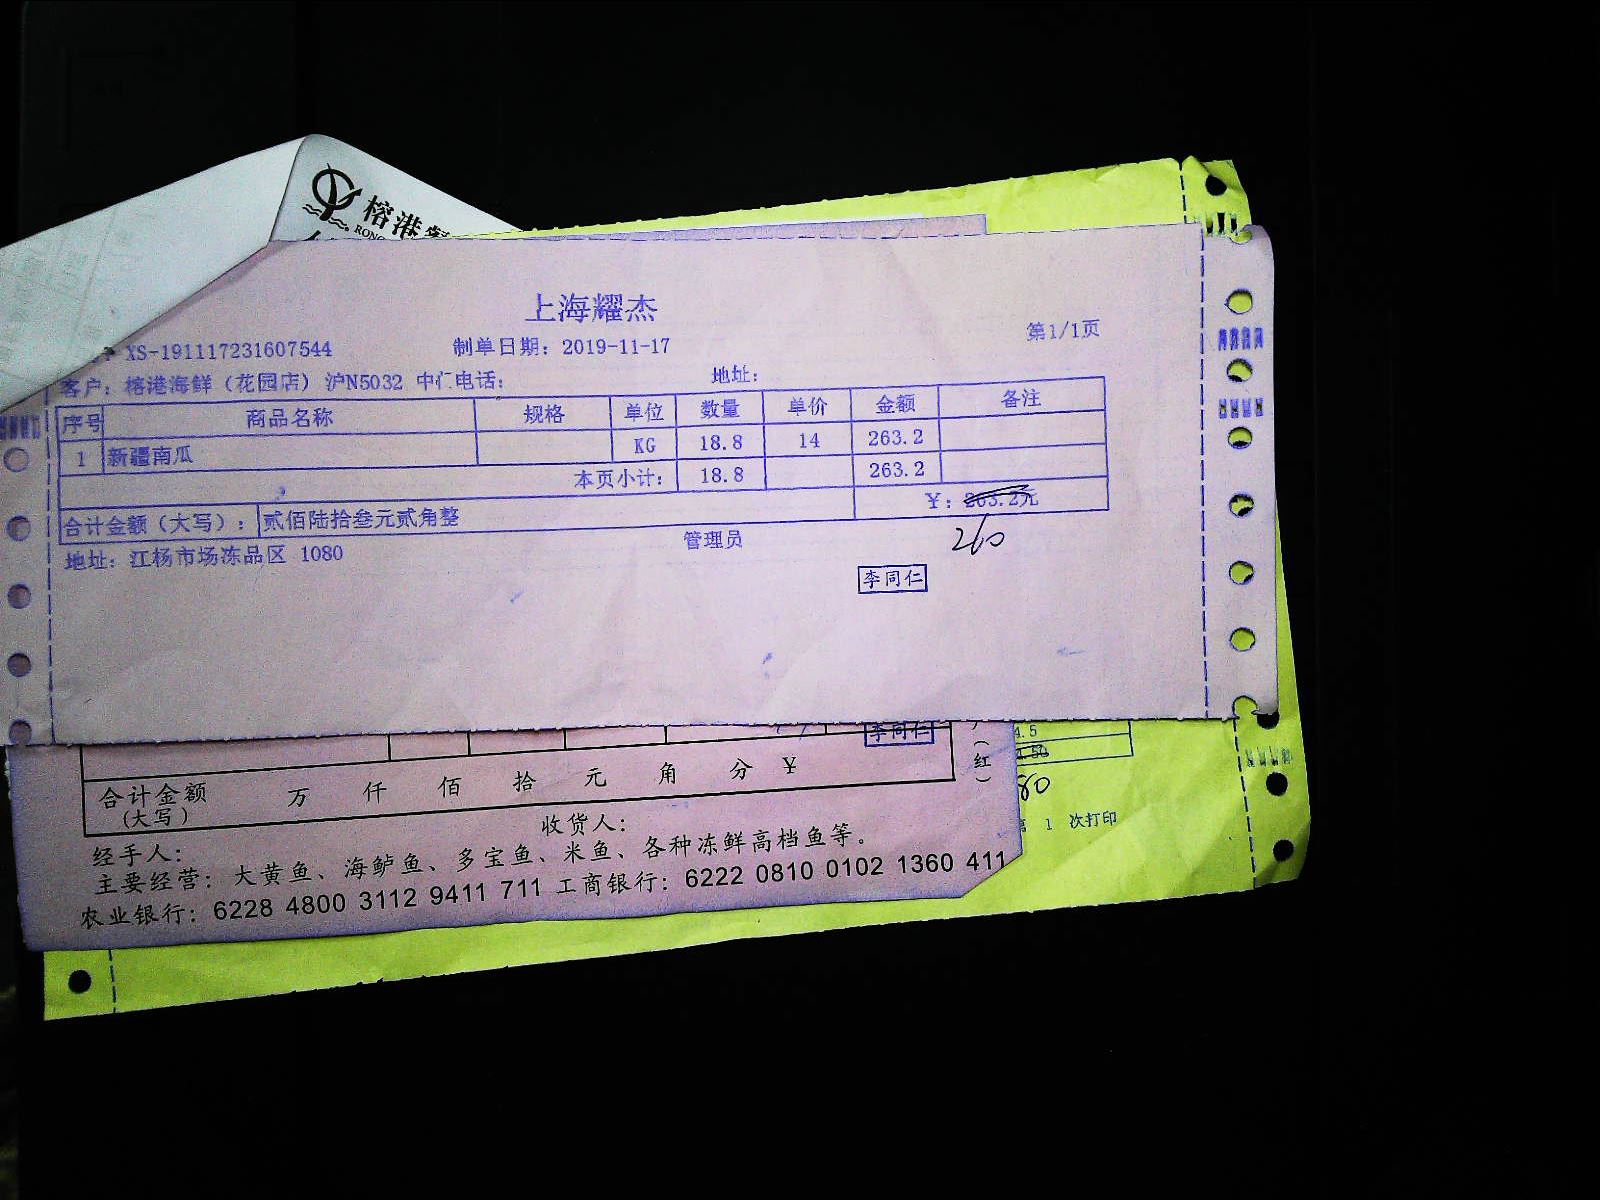 榕港
上海耀杰
第1/1页
XS-191117231607544 制单日期：2019-11-17
客户：榕港海鲜（花园店）沪N5032 电话： 地址：
序号 商品名称 规格 单位 数量 单价 金额 备注
1 新疆南瓜 KG 18.8 14 263.2
本页小计： 18.8 263.2
合计金额（大写）： 贰佰陆拾叁元贰角整 ￥：263.2元
260
地址：江杨市场冻品区 1080 管理员
李同仁
4.5
李同仁
（红）
80
合计金额（大写） 万 仟 佰 拾 元 角 分 ￥
1 次打印
经手人： 收货人：
主要经营：大黄鱼、海鲈鱼、多宝鱼、米鱼、各种冻鲜高档鱼等。
农业银行：6228 4800 3112 9411 711 工商银行：6222 0810 0102 1360 411